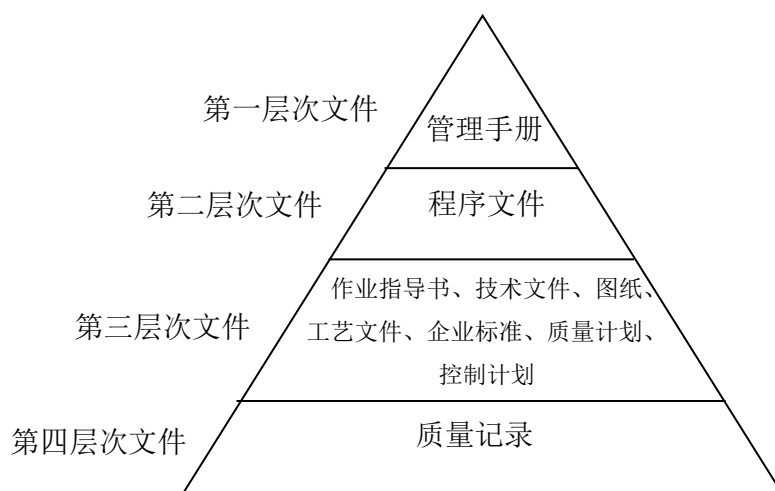 第一层次文件
管理手册
第二层次文件
程序文件
作业指导书、技术文件、图纸、
第三层次文件
工艺文件、企业标准、质量计划、
控制计划
第四层次文件
质量记录